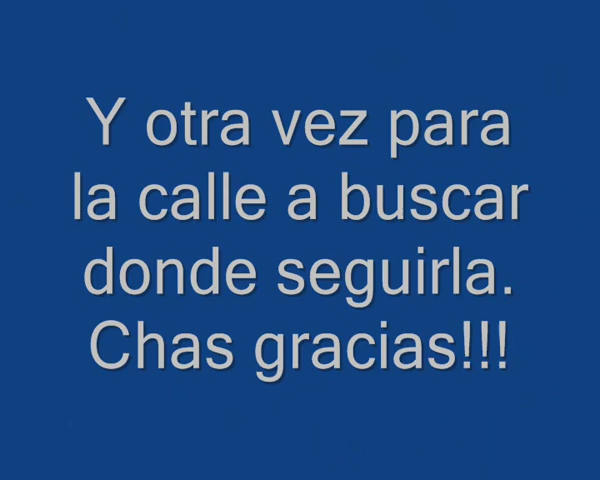 Y otra vez para
la calle a buscar
donde seguirla.
Chas gracias!!!